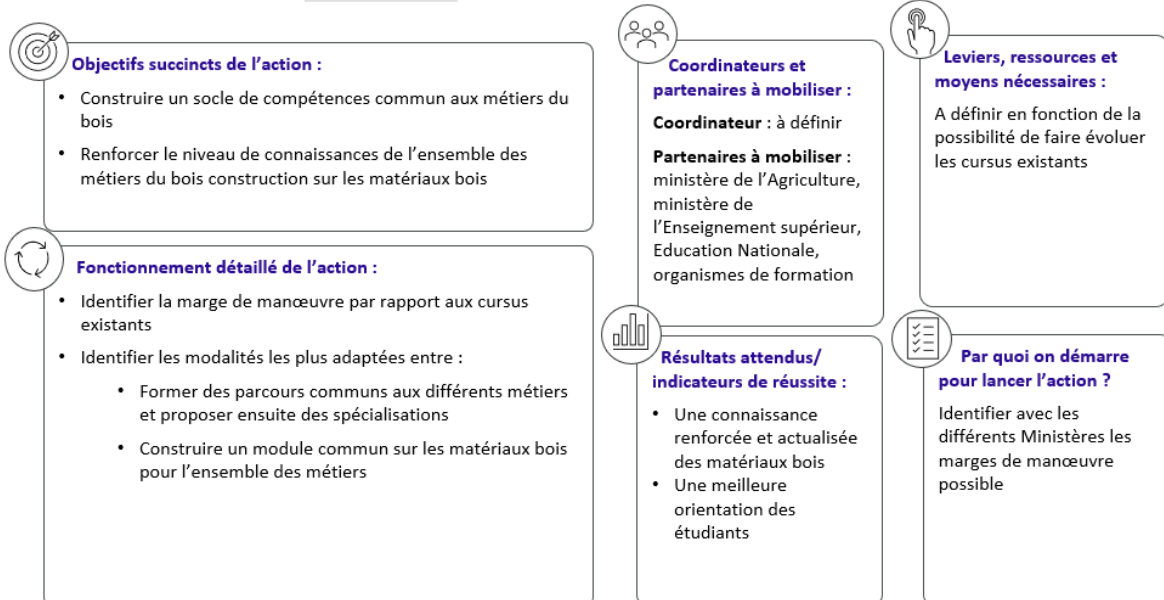 Objectifs succincts de l'action :
• Construire un socle de compétences commun aux métiers du
bois
• Renforcer le niveau de connaissances de l'ensemble des
métiers du bois construction sur les matériaux bois
Fonctionnement détaillé de l'action :
• Identifier la marge de manœuvre par rapport aux cursus
existants
• Identifier les modalités les plus adaptées entre :
• Former des parcours communs aux différents métiers
et proposer ensuite des spécialisations
• Construire un module commun sur les matériaux bois
pour l'ensemble des métiers
Coordinateurs et
partenaires à mobiliser :
Coordinateur : à définir
Partenaires à mobiliser :
ministère de l'Agriculture,
ministère de
l'Enseignement supérieur,
Education Nationale,
organismes de formation
Résultats attendus/
indicateurs de réussite :
• Une connaissance
renforcée et actualisée
des matériaux bois
• Une meilleure
orientation des
étudiants
Leviers, ressources et
moyens nécessaires :
A définir en fonction de la
possibilité de faire évoluer
les cursus existants
Par quoi on démarre
pour lancer l'action ?
Identifier avec les
différents Ministères les
marges de manœuvre
possible